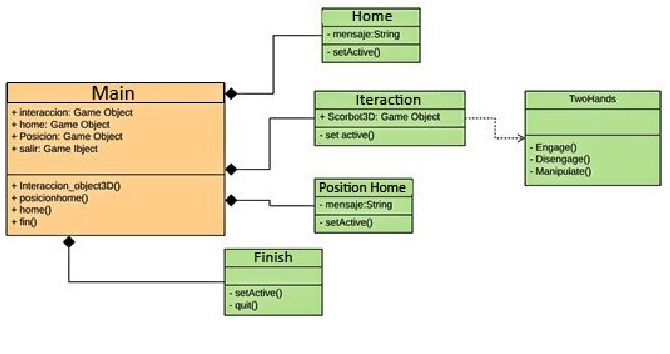 Home
- mensaje:String
- setActive()
Main
+ interaccion: Game Object
+ home: Game Object
+ Posicion: Game Object
+ salir: Game Ibject
+ Interaccion_object3D()
+ posicionhome()
+ home()
+ fin()
Iteraction
+ Scorbot3D: Game Object
- set active()
TwoHands
- Engage()
- Disengage()
- Manipulate()
Position Home
- mensaje:String
- setActive()
Finish
- setActive()
- quit()